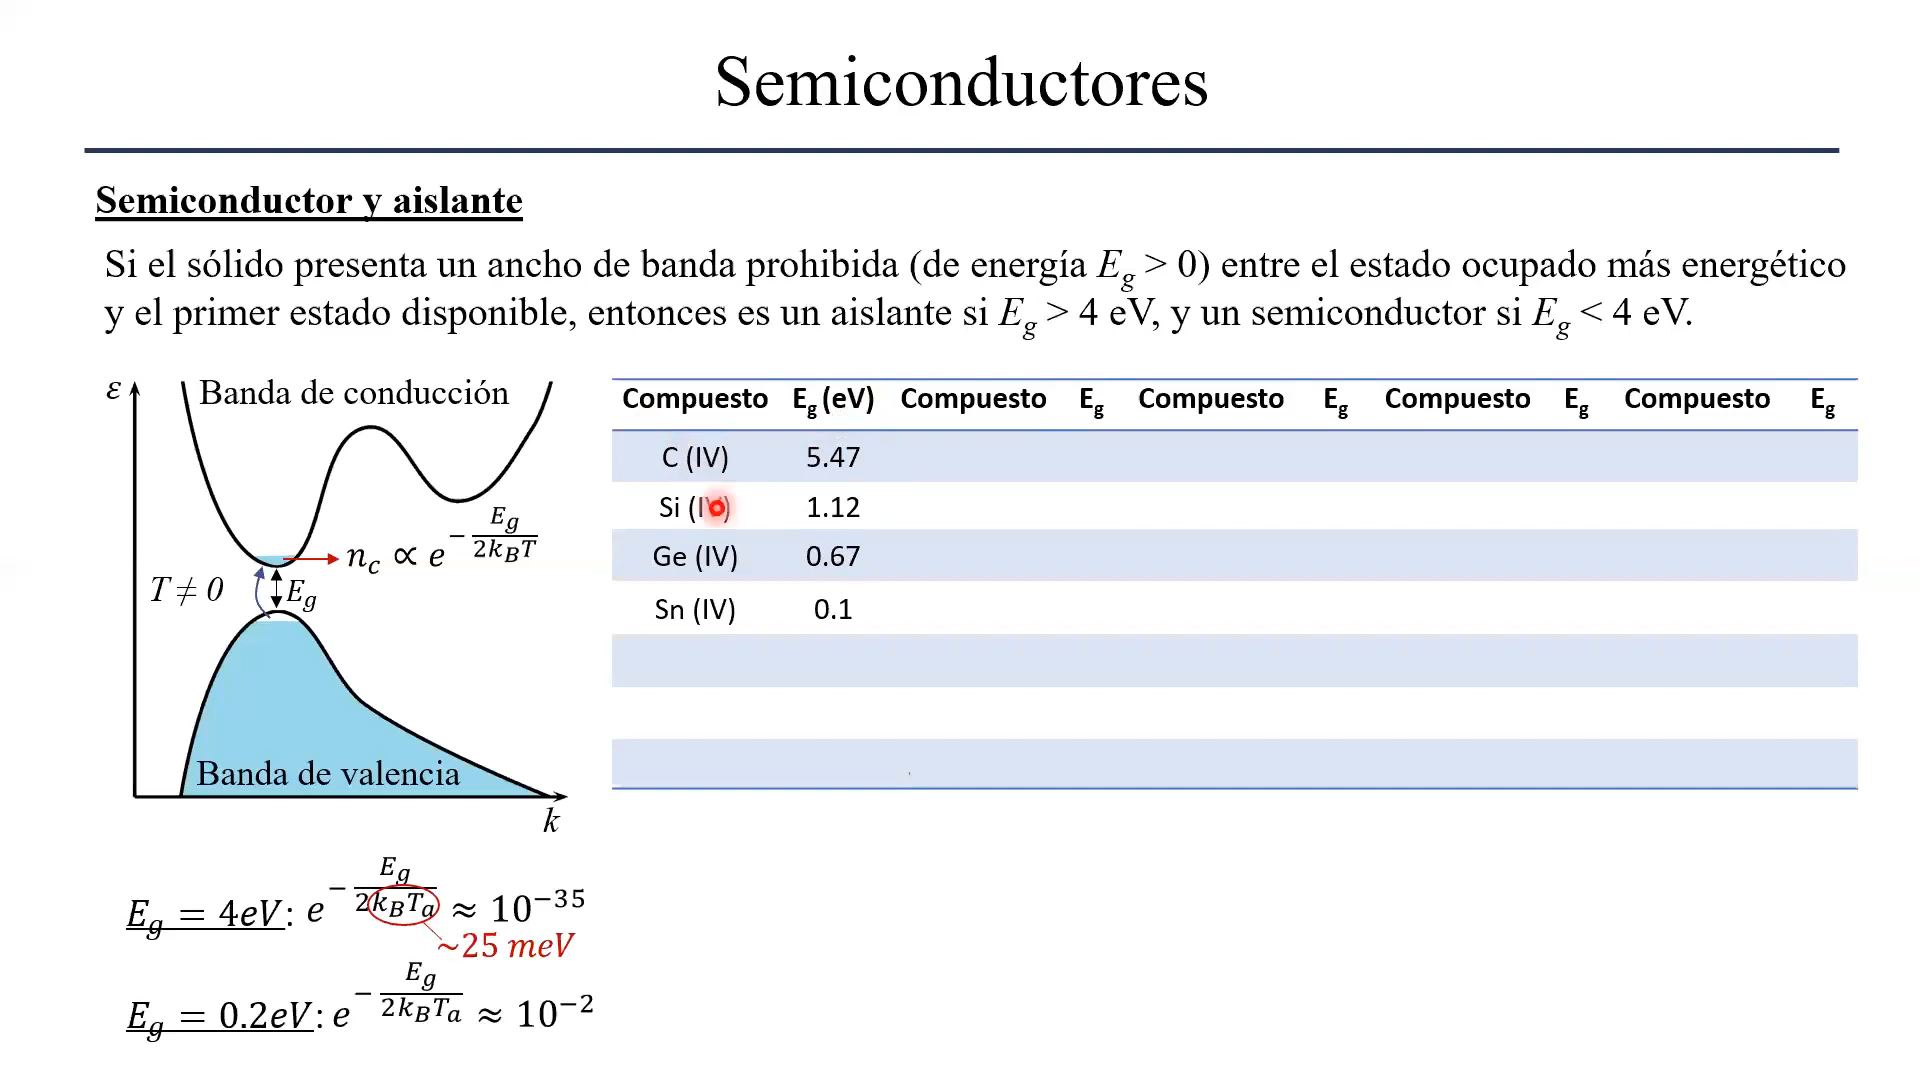 Semiconductores
Semiconductor y aislante
Si el sólido presenta un ancho de banda prohibida (de energía E_g > 0) entre el estado ocupado más energético
y el primer estado disponible, entonces es un aislante si E_g > 4 eV, y un semiconductor si E_g < 4 eV.
ε
Banda de conducción
n_c ∝ e^{-\frac{E_g}{2k_BT}}
T ≠ 0
E_g
Banda de valencia
k
Compuesto E_g (eV) Compuesto E_g Compuesto E_g Compuesto E_g Compuesto E_g
C (IV) 5.47
Si (IV) 1.12
Ge (IV) 0.67
Sn (IV) 0.1
E_g = 4eV: e^{-\frac{E_g}{2k_BT_a}} ≈ 10^{-35}
~25 meV
E_g = 0.2eV: e^{-\frac{E_g}{2k_BT_a}} ≈ 10^{-2}